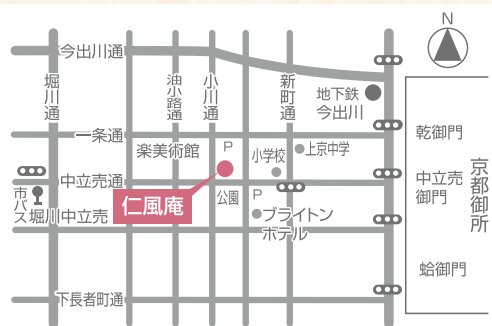 N
今出川通
堀川通
油小路通
小川通
新町通
地下鉄
今出川
一条通
楽美術館
P
小学校
上京中学
乾御門
中立売通
市バス
堀川中立売
仁風庵
公園
P
ブライトン
ホテル
中立売
御門
京都御所
蛤御門
下長者町通